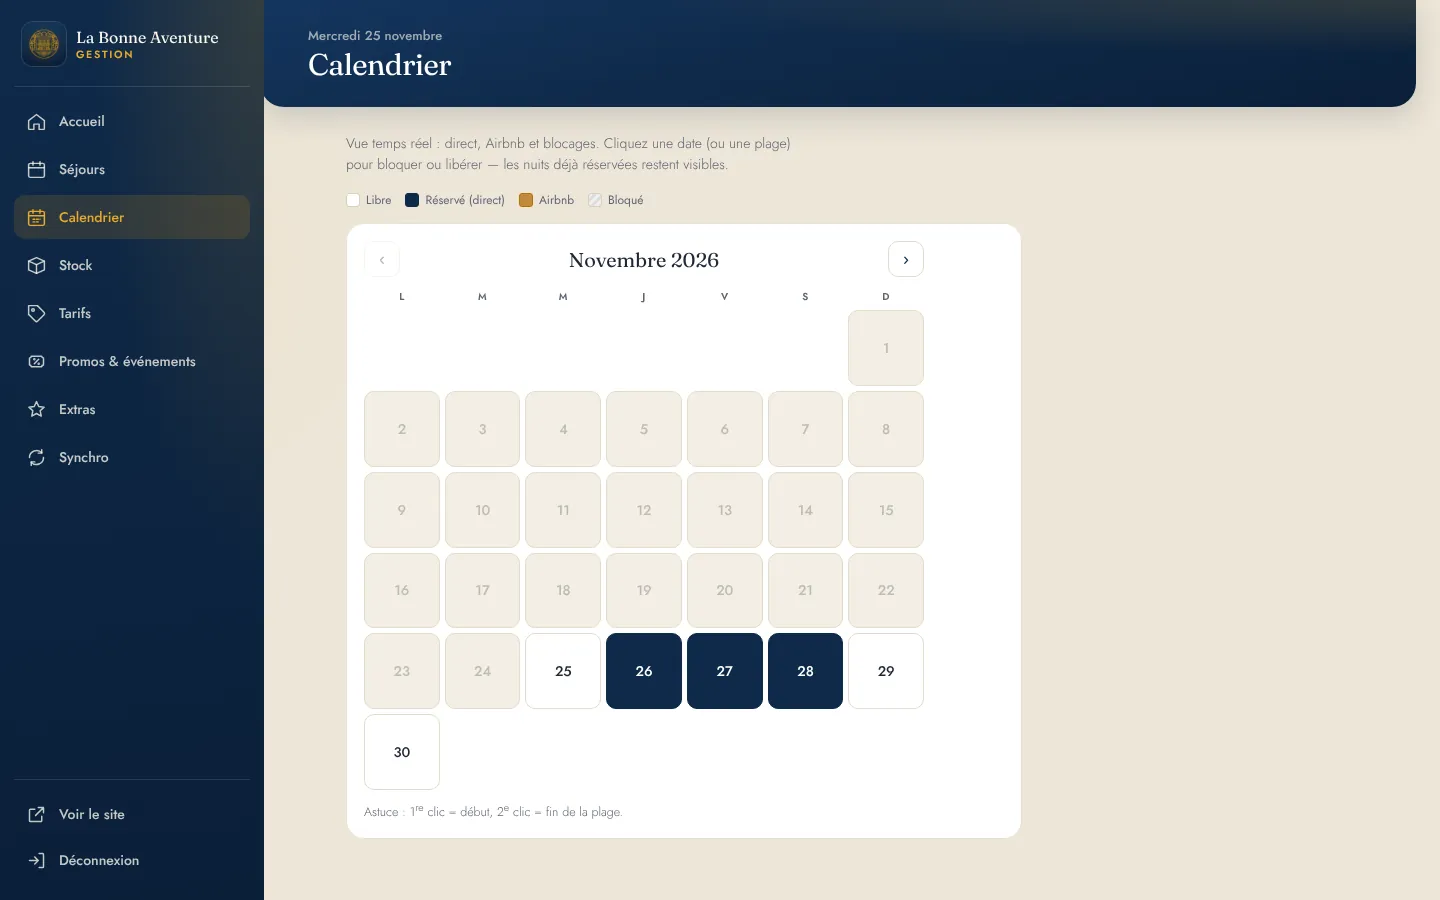 La Bonne Aventure
GESTION
Accueil
Séjours
Calendrier
Stock
Tarifs
Promos & événements
Extras
Synchro
Voir le site
Déconnexion
Mercredi 25 novembre
Calendrier
Vue temps réel : direct, Airbnb et blocages. Cliquez une date (ou une plage)
pour bloquer ou libérer — les nuits déjà réservées restent visibles.
Libre Réservé (direct) Airbnb Bloqué
‹ Novembre 2026 ›
L M M J V S D
1
2 3 4 5 6 7 8
9 10 11 12 13 14 15
16 17 18 19 20 21 22
23 24 25 26 27 28 29
30
Astuce : 1re clic = début, 2e clic = fin de la plage.